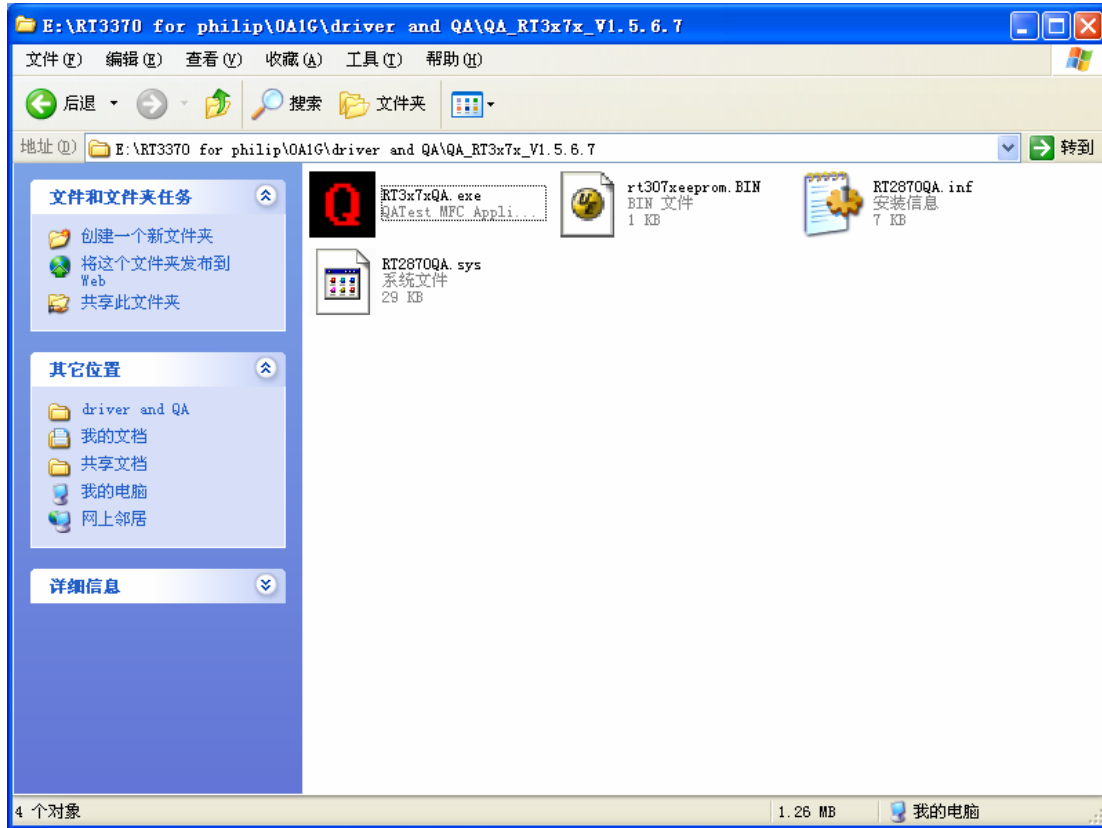 E:\RT3370 for philip\OA1G\driver and QA\QA_RT3x7x_V1.5.6.7
文件(F) 编辑(E) 查看(V) 收藏(A) 工具(T) 帮助(H)
后退 搜索 文件夹
地址(D) E:\RT3370 for philip\OA1G\driver and QA\QA_RT3x7x_V1.5.6.7 转到
文件和文件夹任务
创建一个新文件夹
将这个文件夹发布到
Web
共享此文件夹
其它位置
driver and QA
我的文档
共享文档
我的电脑
网上邻居
详细信息
Q
RT3x7xQA.exe
QATest MFC Appli...
rt307xeeprom.BIN
BIN 文件
1 KB
RT2870QA.inf
安装信息
7 KB
RT2870QA.sys
系统文件
29 KB
4 个对象 1.26 MB 我的电脑